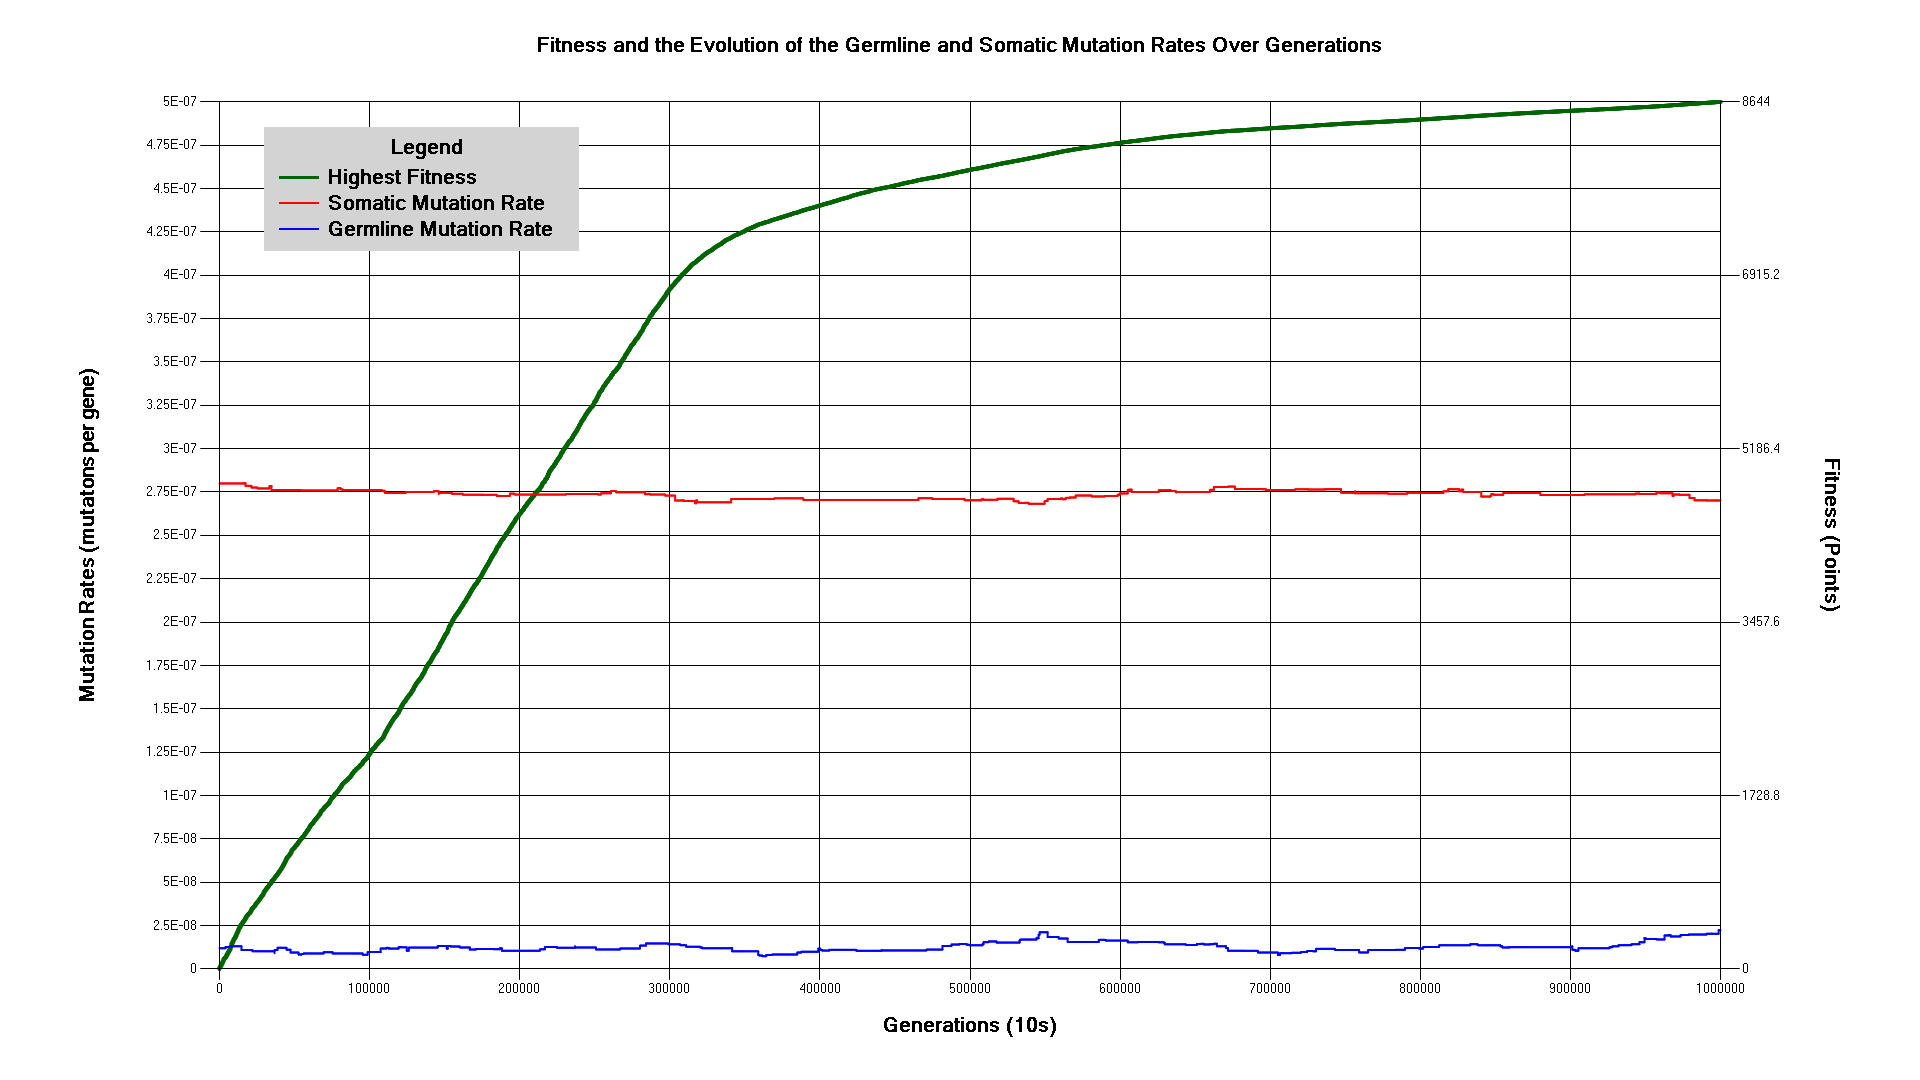 Fitness and the Evolution of the Germline and Somatic Mutation Rates Over Generations
Legend
Highest Fitness
Somatic Mutation Rate
Germline Mutation Rate
Mutation Rates (mutatons per gene)
5E-07
4.75E-07
4.5E-07
4.25E-07
4E-07
3.75E-07
3.5E-07
3.25E-07
3E-07
2.75E-07
2.5E-07
2.25E-07
2E-07
1.75E-07
1.5E-07
1.25E-07
1E-07
7.5E-08
5E-08
2.5E-08
0
8644
6915.2
5186.4
3457.6
1728.8
0
Fitness (Points)
0 100000 200000 300000 400000 500000 600000 700000 800000 900000 1000000
Generations (10s)